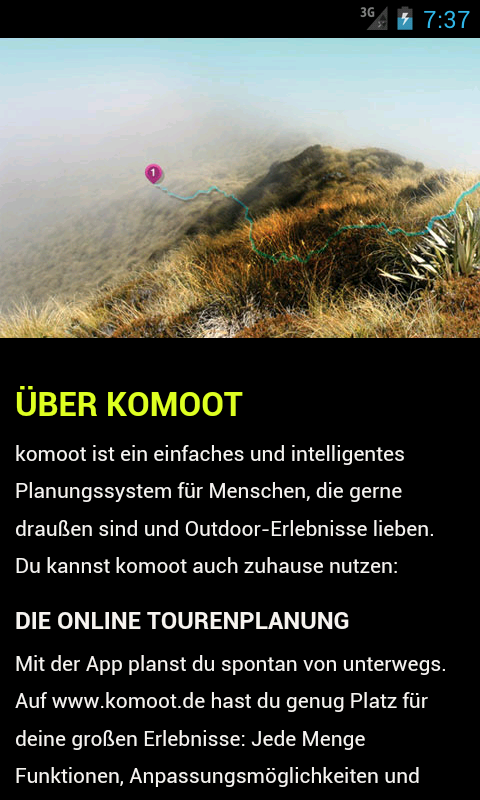 3G
7:37
1
ÜBER KOMOOT
komoot ist ein einfaches und intelligentes
Planungssystem für Menschen, die gerne
draußen sind und Outdoor-Erlebnisse lieben.
Du kannst komoot auch zuhause nutzen:
DIE ONLINE TOURENPLANUNG
Mit der App planst du spontan von unterwegs.
Auf www.komoot.de hast du genug Platz für
deine großen Erlebnisse: Jede Menge
Funktionen, Anpassungsmöglichkeiten und